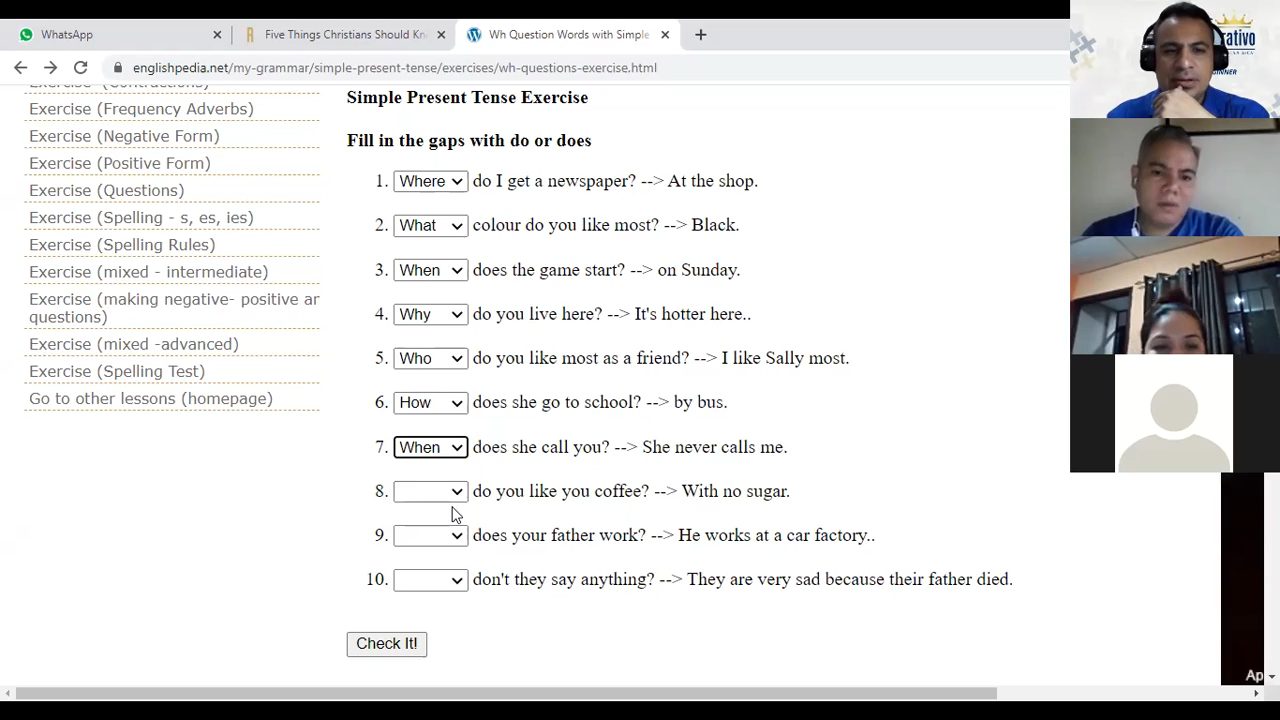 WhatsApp
Five Things Christians Should Kn
Wh Question Words with Simple
englishpedia.net/my-grammar/simple-present-tense/exercises/wh-questions-exercise.html
rativo
GINNER
Exercise (Contractions)
Exercise (Frequency Adverbs)
Exercise (Negative Form)
Exercise (Positive Form)
Exercise (Questions)
Exercise (Spelling - s, es, ies)
Exercise (Spelling Rules)
Exercise (mixed - intermediate)
Exercise (making negative- positive ar
questions)
Exercise (mixed -advanced)
Exercise (Spelling Test)
Go to other lessons (homepage)
Simple Present Tense Exercise
Fill in the gaps with do or does
1. Where do I get a newspaper? --> At the shop.
2. What colour do you like most? --> Black.
3. When does the game start? --> on Sunday.
4. Why do you live here? --> It's hotter here..
5. Who do you like most as a friend? --> I like Sally most.
6. How does she go to school? --> by bus.
7. When does she call you? --> She never calls me.
8. do you like you coffee? --> With no sugar.
9. does your father work? --> He works at a car factory..
10. don't they say anything? --> They are very sad because their father died.
Check It!
Ap